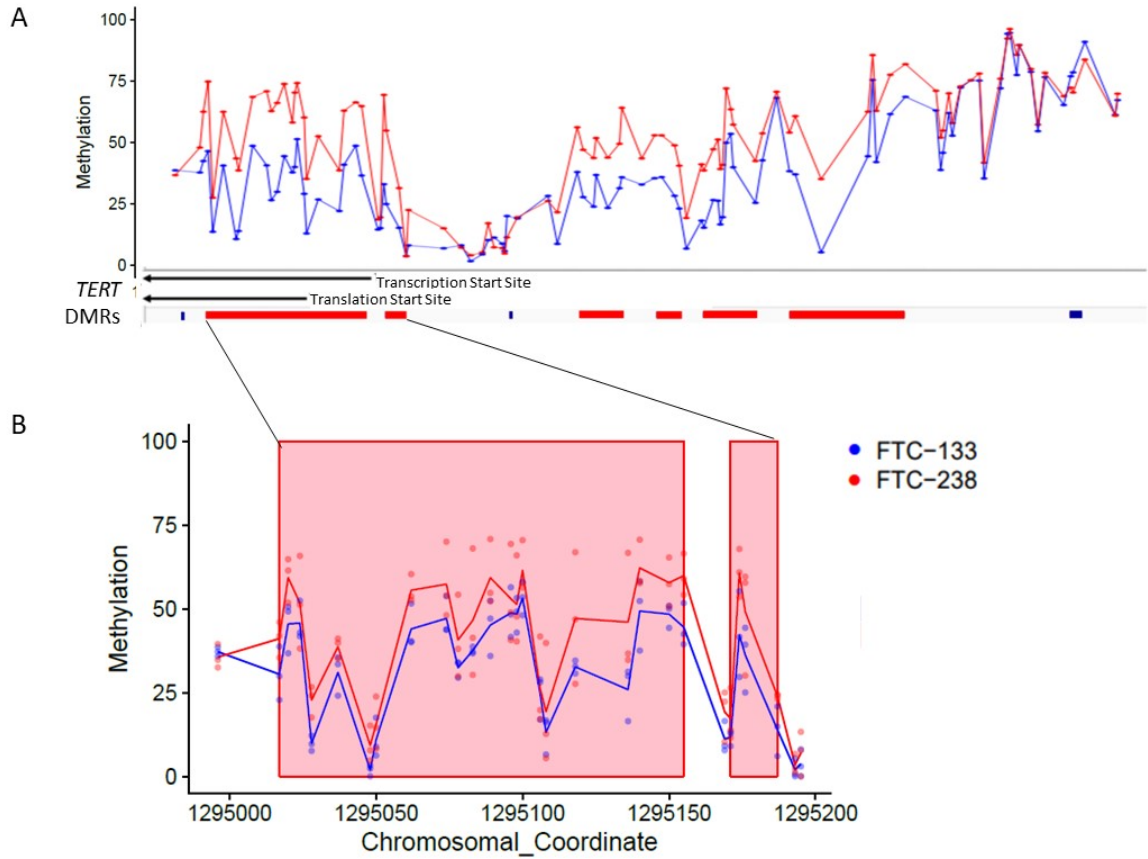 A
100
75
50
25
0
Methylation
Transcription Start Site
TERT
Translation Start Site
DMRs
B
100
75
50
25
0
Methylation
FTC-133
FTC-238
1295000 1295050 1295100 1295150 1295200
Chromosomal_Coordinate